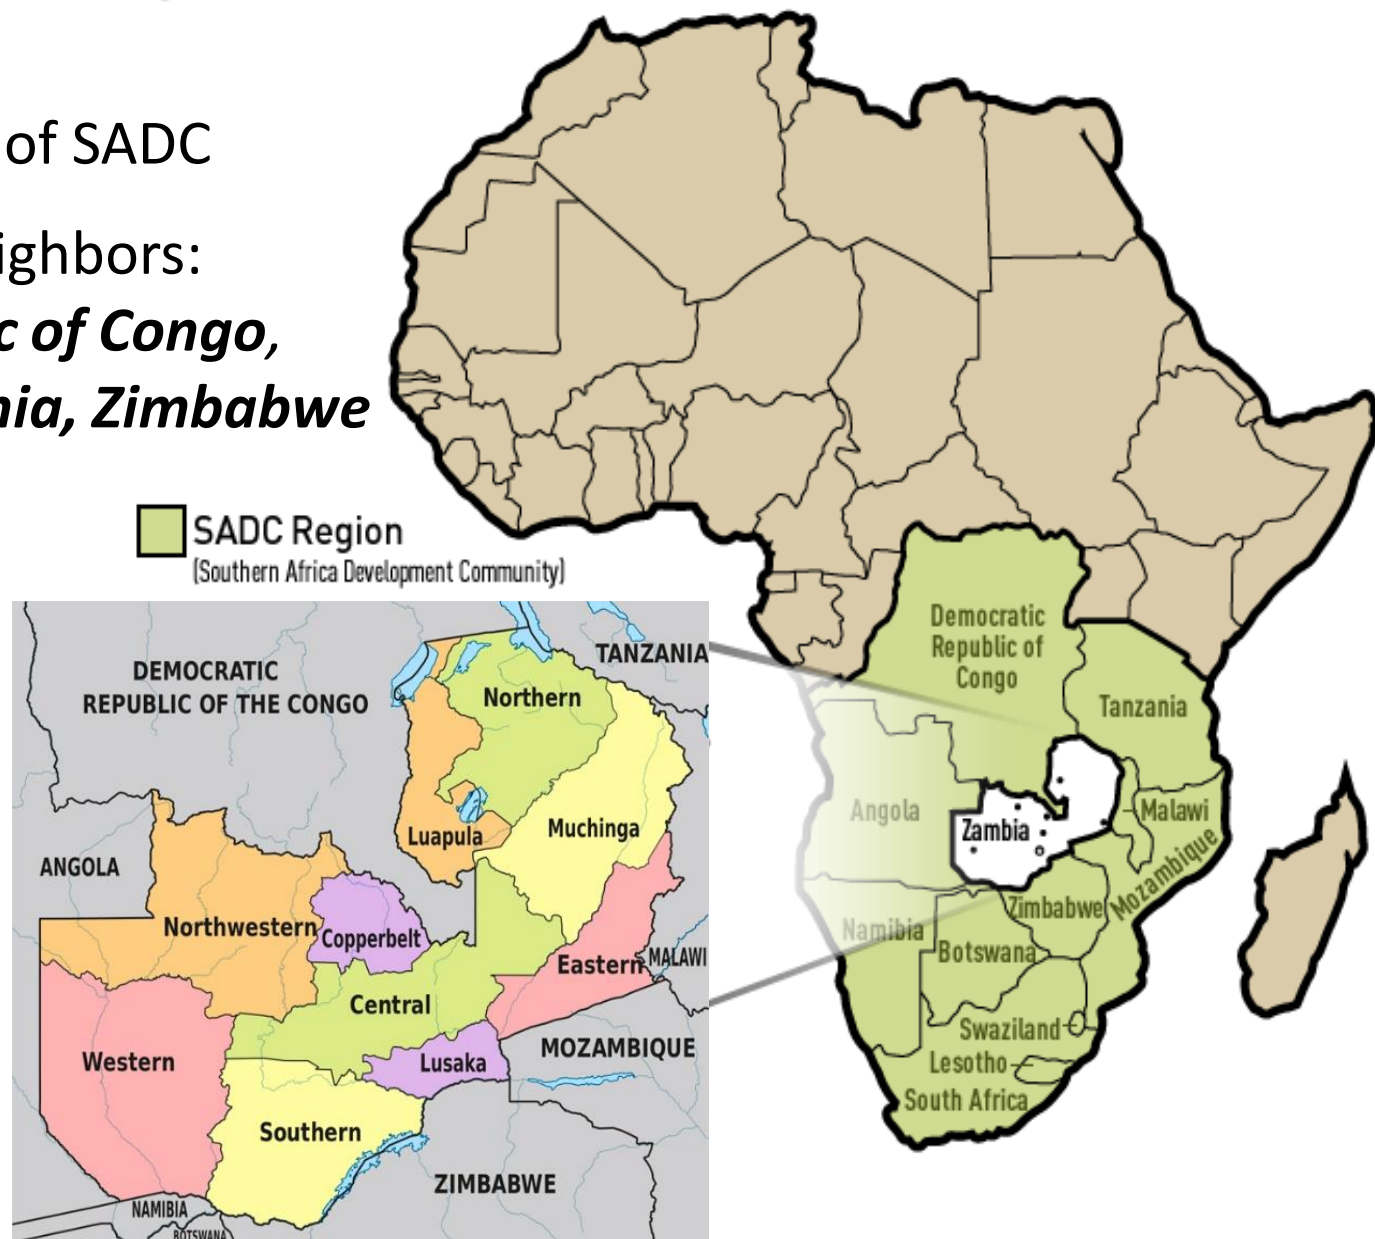 of SADC
ighbors:
c of Congo,
nia, Zimbabwe
SADC Region
(Southern Africa Development Community)
Democratic
Republic of
Congo
Tanzania
Angola
Zambia
Malawi
Mozambique
Zimbabwe
Namibia
Botswana
Swaziland
Lesotho
South Africa
DEMOCRATIC
REPUBLIC OF THE CONGO
TANZANIA
Northern
Luapula
Muchinga
ANGOLA
Northwestern
Copperbelt
Eastern
MALAWI
Central
Western
Lusaka
MOZAMBIQUE
Southern
ZIMBABWE
NAMIBIA
BOTSWANA